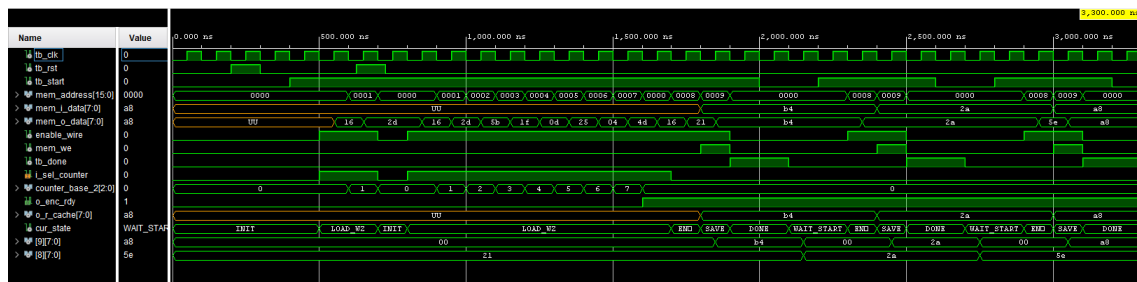 3,300.000 ns
Name Value 0.000 ns 500.000 ns 1,000.000 ns 1,500.000 ns 2,000.000 ns 2,500.000 ns 3,000.000 ns
tb_clk 0
tb_rst 0
tb_start 0
mem_address[15:0] 0000 0000 0001 0000 0001 0002 0003 0004 0005 0006 0007 0000 0008 0009 0000 0008 0009 0000 0008 0009 0000
mem_i_data[7:0] a8 UU b4 2a a8
mem_o_data[7:0] a8 UU 16 2d 16 2d 5b 1f 0d 25 04 4d 16 21 b4 2a 5e a8
enable_wire 0
mem_we 0
tb_done 0
i_sel_counter 0
counter_base_2[2:0] 0 0 1 0 1 2 3 4 5 6 7 0
o_enc_rdy 1
o_r_cache[7:0] a8 UU b4 2a a8
cur_state WAIT_STAR INIT LOAD_WZ INIT LOAD_WZ END SAVE DONE WAIT_START END SAVE DONE WAIT_START END SAVE DONE
[9][7:0] a8 00 b4 00 2a 00 a8
[8][7:0] 5e 21 2a 5e